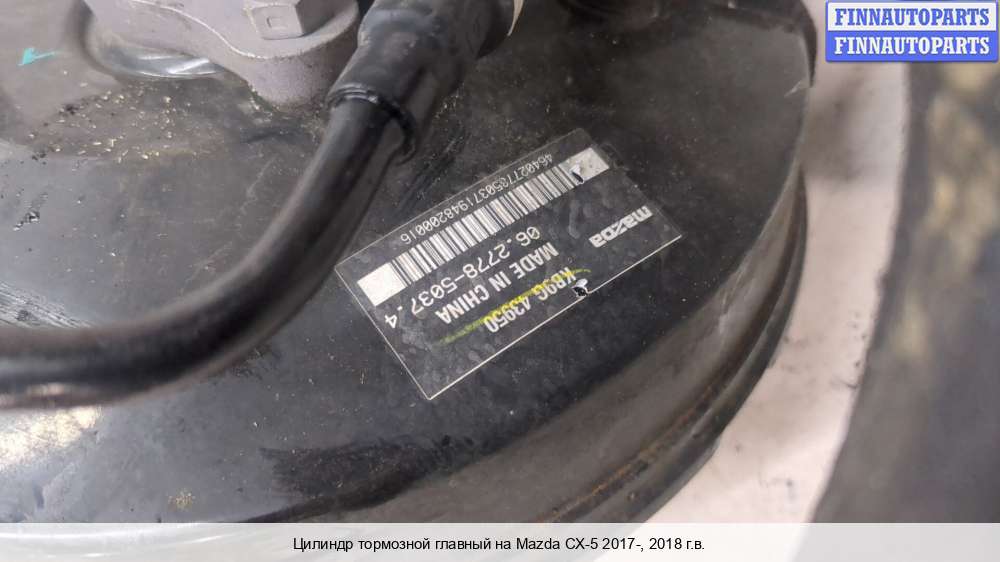 FINNAUTOPARTS
FINNAUTOPARTS
mazda
KB9G 43950
MADE IN CHINA
06.2778-5037.4
Цилиндр тормозной главный на Mazda CX-5 2017-, 2018 г.в.